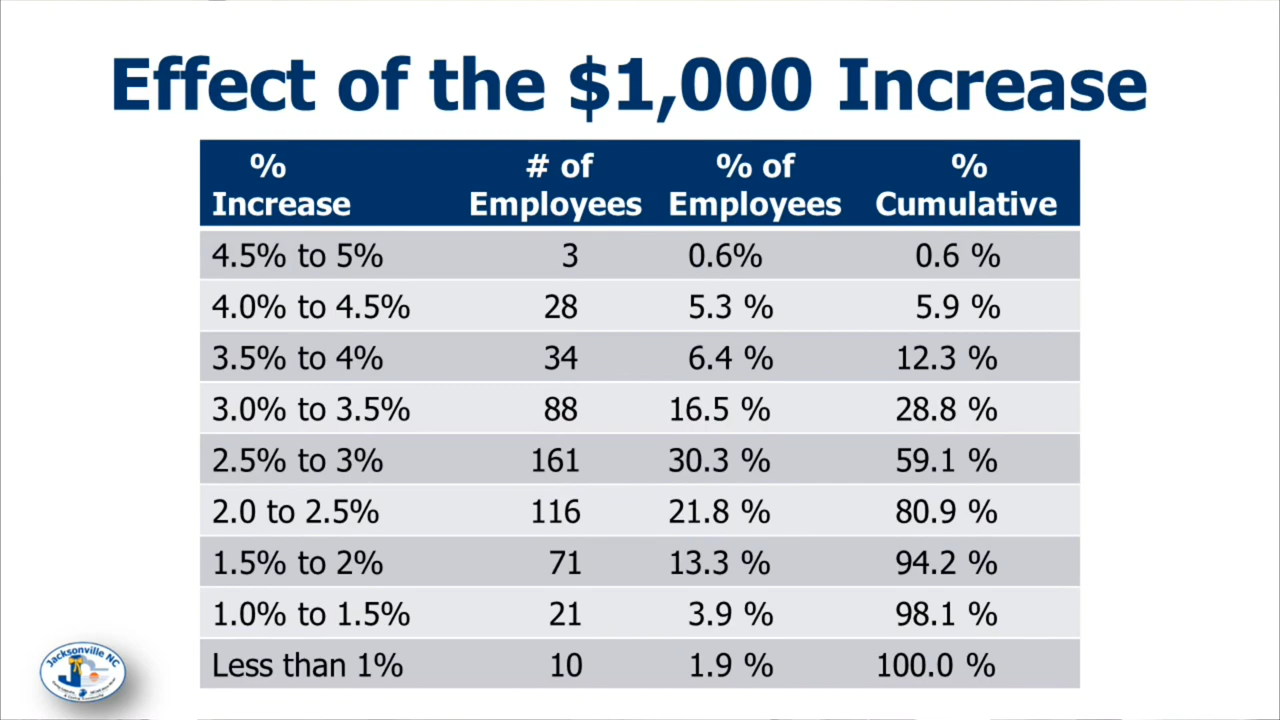 Effect of the $1,000 Increase
% Increase # of Employees % of Employees % Cumulative
4.5% to 5% 3 0.6% 0.6 %
4.0% to 4.5% 28 5.3 % 5.9 %
3.5% to 4% 34 6.4 % 12.3 %
3.0% to 3.5% 88 16.5 % 28.8 %
2.5% to 3% 161 30.3 % 59.1 %
2.0 to 2.5% 116 21.8 % 80.9 %
1.5% to 2% 71 13.3 % 94.2 %
1.0% to 1.5% 21 3.9 % 98.1 %
Less than 1% 10 1.9 % 100.0 %
Jacksonville NC